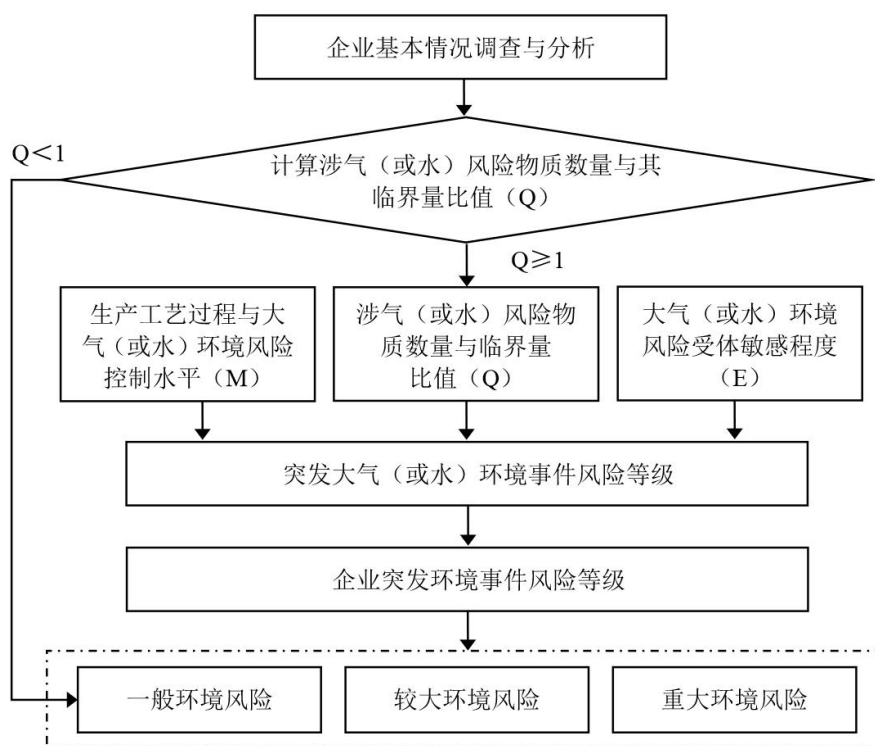 企业基本情况调查与分析
Q＜1
计算涉气（或水）风险物质数量与其
临界量比值（Q）
Q≥1
生产工艺过程与大
气（或水）环境风险
控制水平（M）
涉气（或水）风险物
质数量与临界量
比值（Q）
大气（或水）环境
风险受体敏感程度
（E）
突发大气（或水）环境事件风险等级
企业突发环境事件风险等级
一般环境风险
较大环境风险
重大环境风险